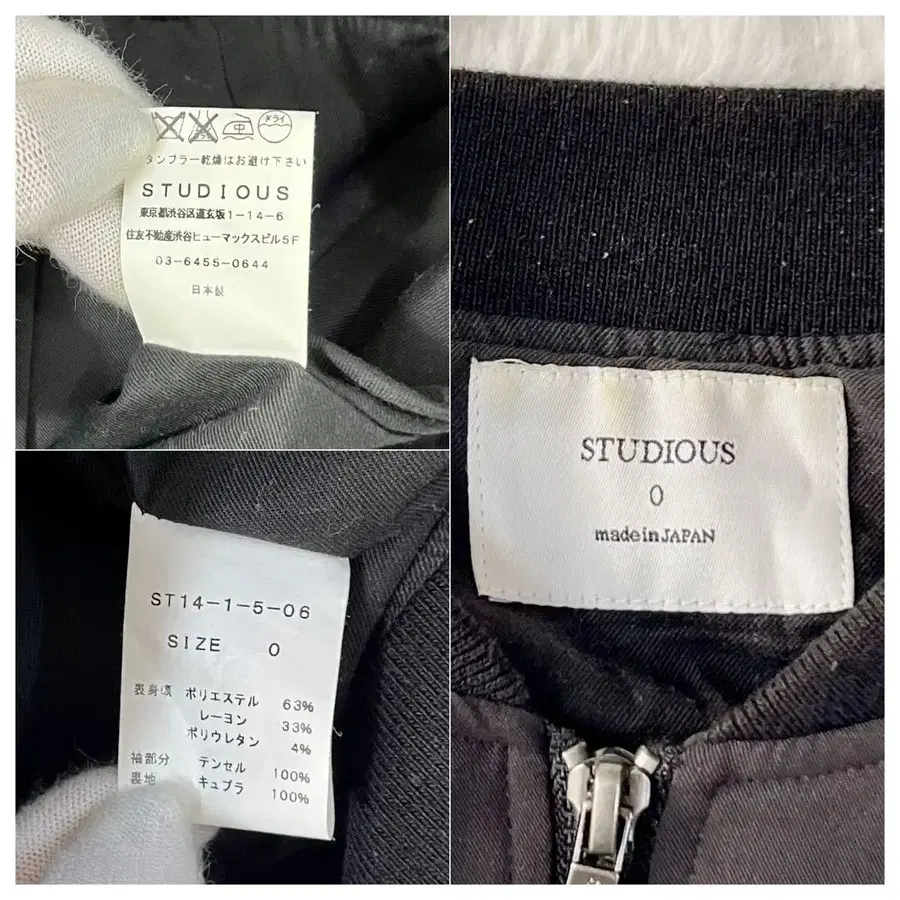 ドライ
中
タンブラー乾燥はお避け下さい
STUDIOUS
東京都渋谷区道玄坂1-14-6
住友不動産渋谷ヒューマックスビル5F
03-6455-0644
日本製
STUDIOUS
0
made in JAPAN
ST14-1-5-06
SIZE 0
表身頃 ポリエステル 63%
レーヨン 33%
ポリウレタン 4%
袖部分 テンセル 100%
裏地 キュプラ 100%